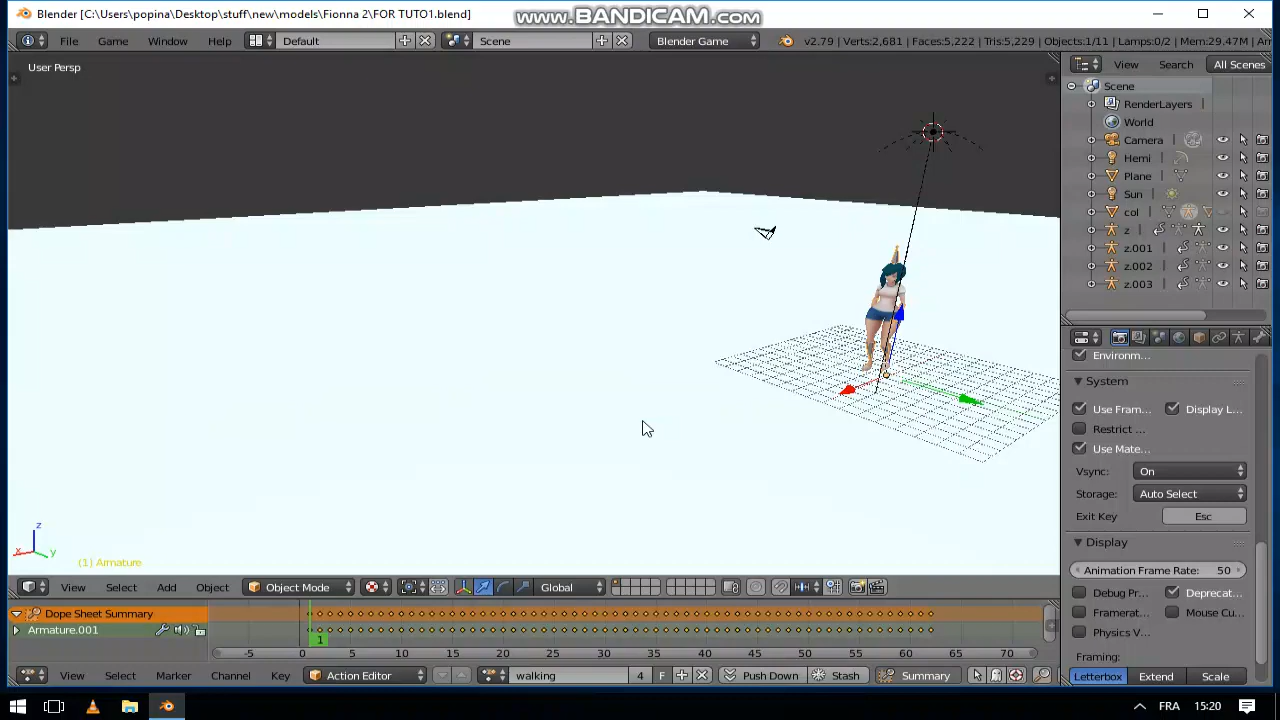 Blender [C:\Users\popina\Desktop\stuff\new\models\Fionna 2\FOR TUTO1.blend]
www.BANDICAM.com
File Game Window Help Default Scene Blender Game v2.79 | Verts:2,681 | Faces:5,222 | Tris:5,229 | Objects:1/11 | Lamps:0/2 | Mem:29.47M | Ar
User Persp
View Search All Scenes
Scene
RenderLayers
World
Camera
Hemi
Plane
Sun
col
z
z.001
z.002
z.003
Environm...
System
Use Fram... Display L...
Restrict ...
Use Mate...
Vsync: On
Storage: Auto Select
Exit Key Esc
Display
Animation Frame Rate: 50
Debug Pr... Deprecat...
Framerat... Mouse Cu...
Physics V...
Framing:
Letterbox Extend Scale
z
x y
(1) Armature
View Select Add Object Object Mode Global
Dope Sheet Summary
Armature.001
1
-5 0 5 10 15 20 25 30 35 40 45 50 55 60 65 70
View Select Marker Channel Key Action Editor walking 4 F Push Down Stash Summary
FRA 15:20